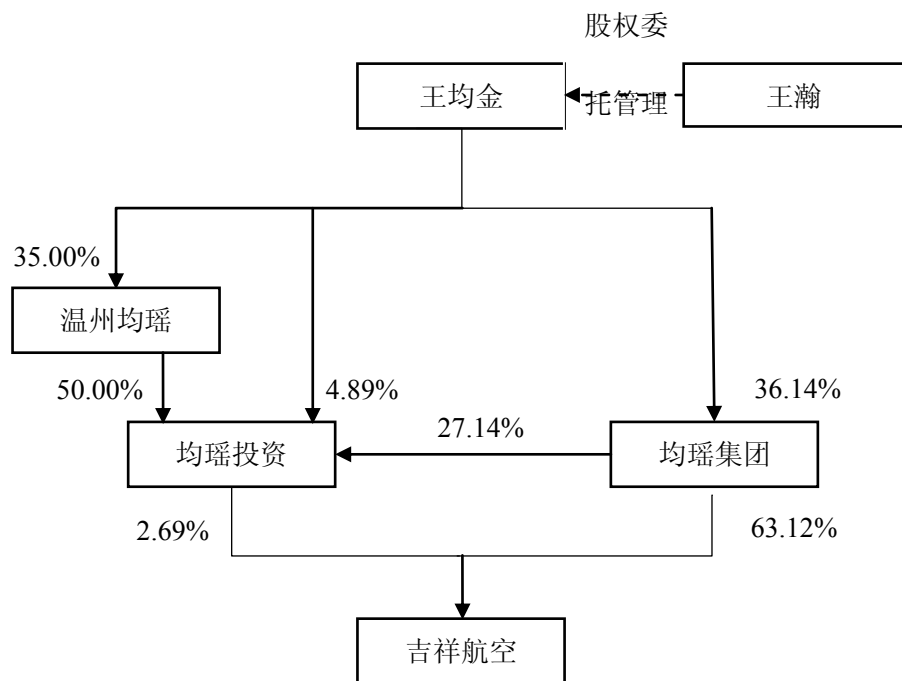 股权委
王均金
托管理
王瀚
35.00%
温州均瑶
50.00%
4.89%
36.14%
27.14%
均瑶投资
均瑶集团
2.69%
63.12%
吉祥航空